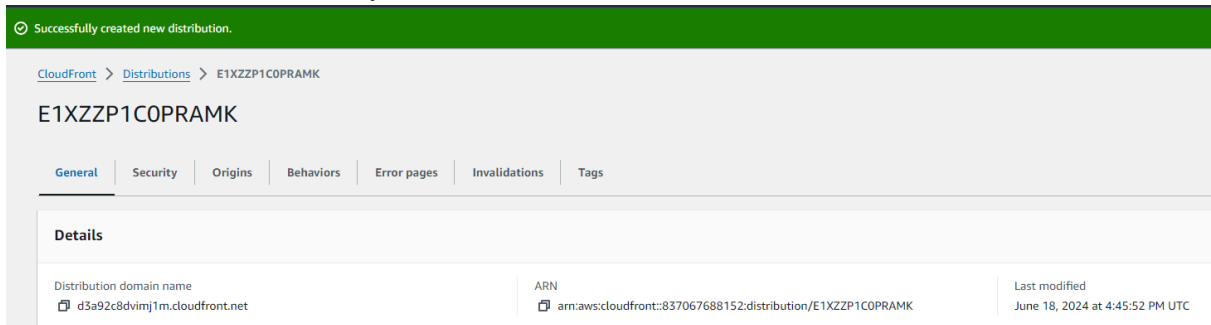 Successfully created new distribution.
CloudFront > Distributions > E1XZZP1C0PRAMK
E1XZZP1C0PRAMK
General Security Origins Behaviors Error pages Invalidations Tags
Details
Distribution domain name ARN Last modified
d3a92c8dvimj1m.cloudfront.net arn:aws:cloudfront::837067688152:distribution/E1XZZP1C0PRAMK June 18, 2024 at 4:45:52 PM UTC